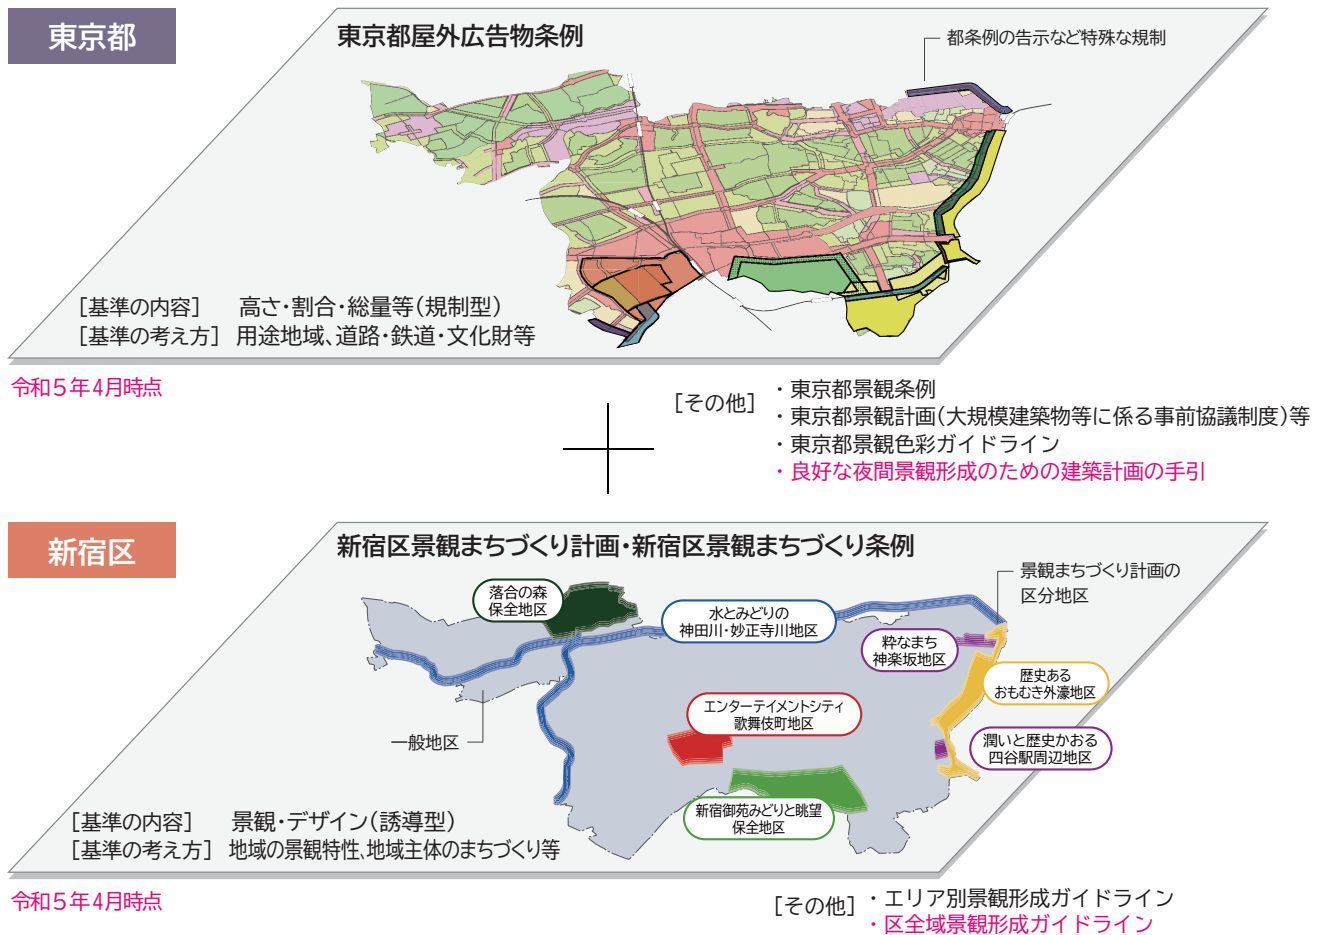 東京都
東京都屋外広告物条例
都条例の告示など特殊な規制
[基準の内容] 高さ・割合・総量等(規制型)
[基準の考え方] 用途地域、道路・鉄道・文化財等
令和5年4月時点
[その他]
・東京都景観条例
・東京都景観計画(大規模建築物等に係る事前協議制度)等
・東京都景観色彩ガイドライン
・良好な夜間景観形成のための建築計画の手引
新宿区
新宿区景観まちづくり計画・新宿区景観まちづくり条例
景観まちづくり計画の
区分地区
落合の森
保全地区
水とみどりの
神田川・妙正寺川地区
粋なまち
神楽坂地区
歴史ある
おもむき外濠地区
エンターテイメントシティ
歌舞伎町地区
潤いと歴史かおる
四谷駅周辺地区
一般地区
新宿御苑みどりと眺望
保全地区
[基準の内容] 景観・デザイン(誘導型)
[基準の考え方] 地域の景観特性、地域主体のまちづくり等
令和5年4月時点
[その他]
・エリア別景観形成ガイドライン
・区全域景観形成ガイドライン